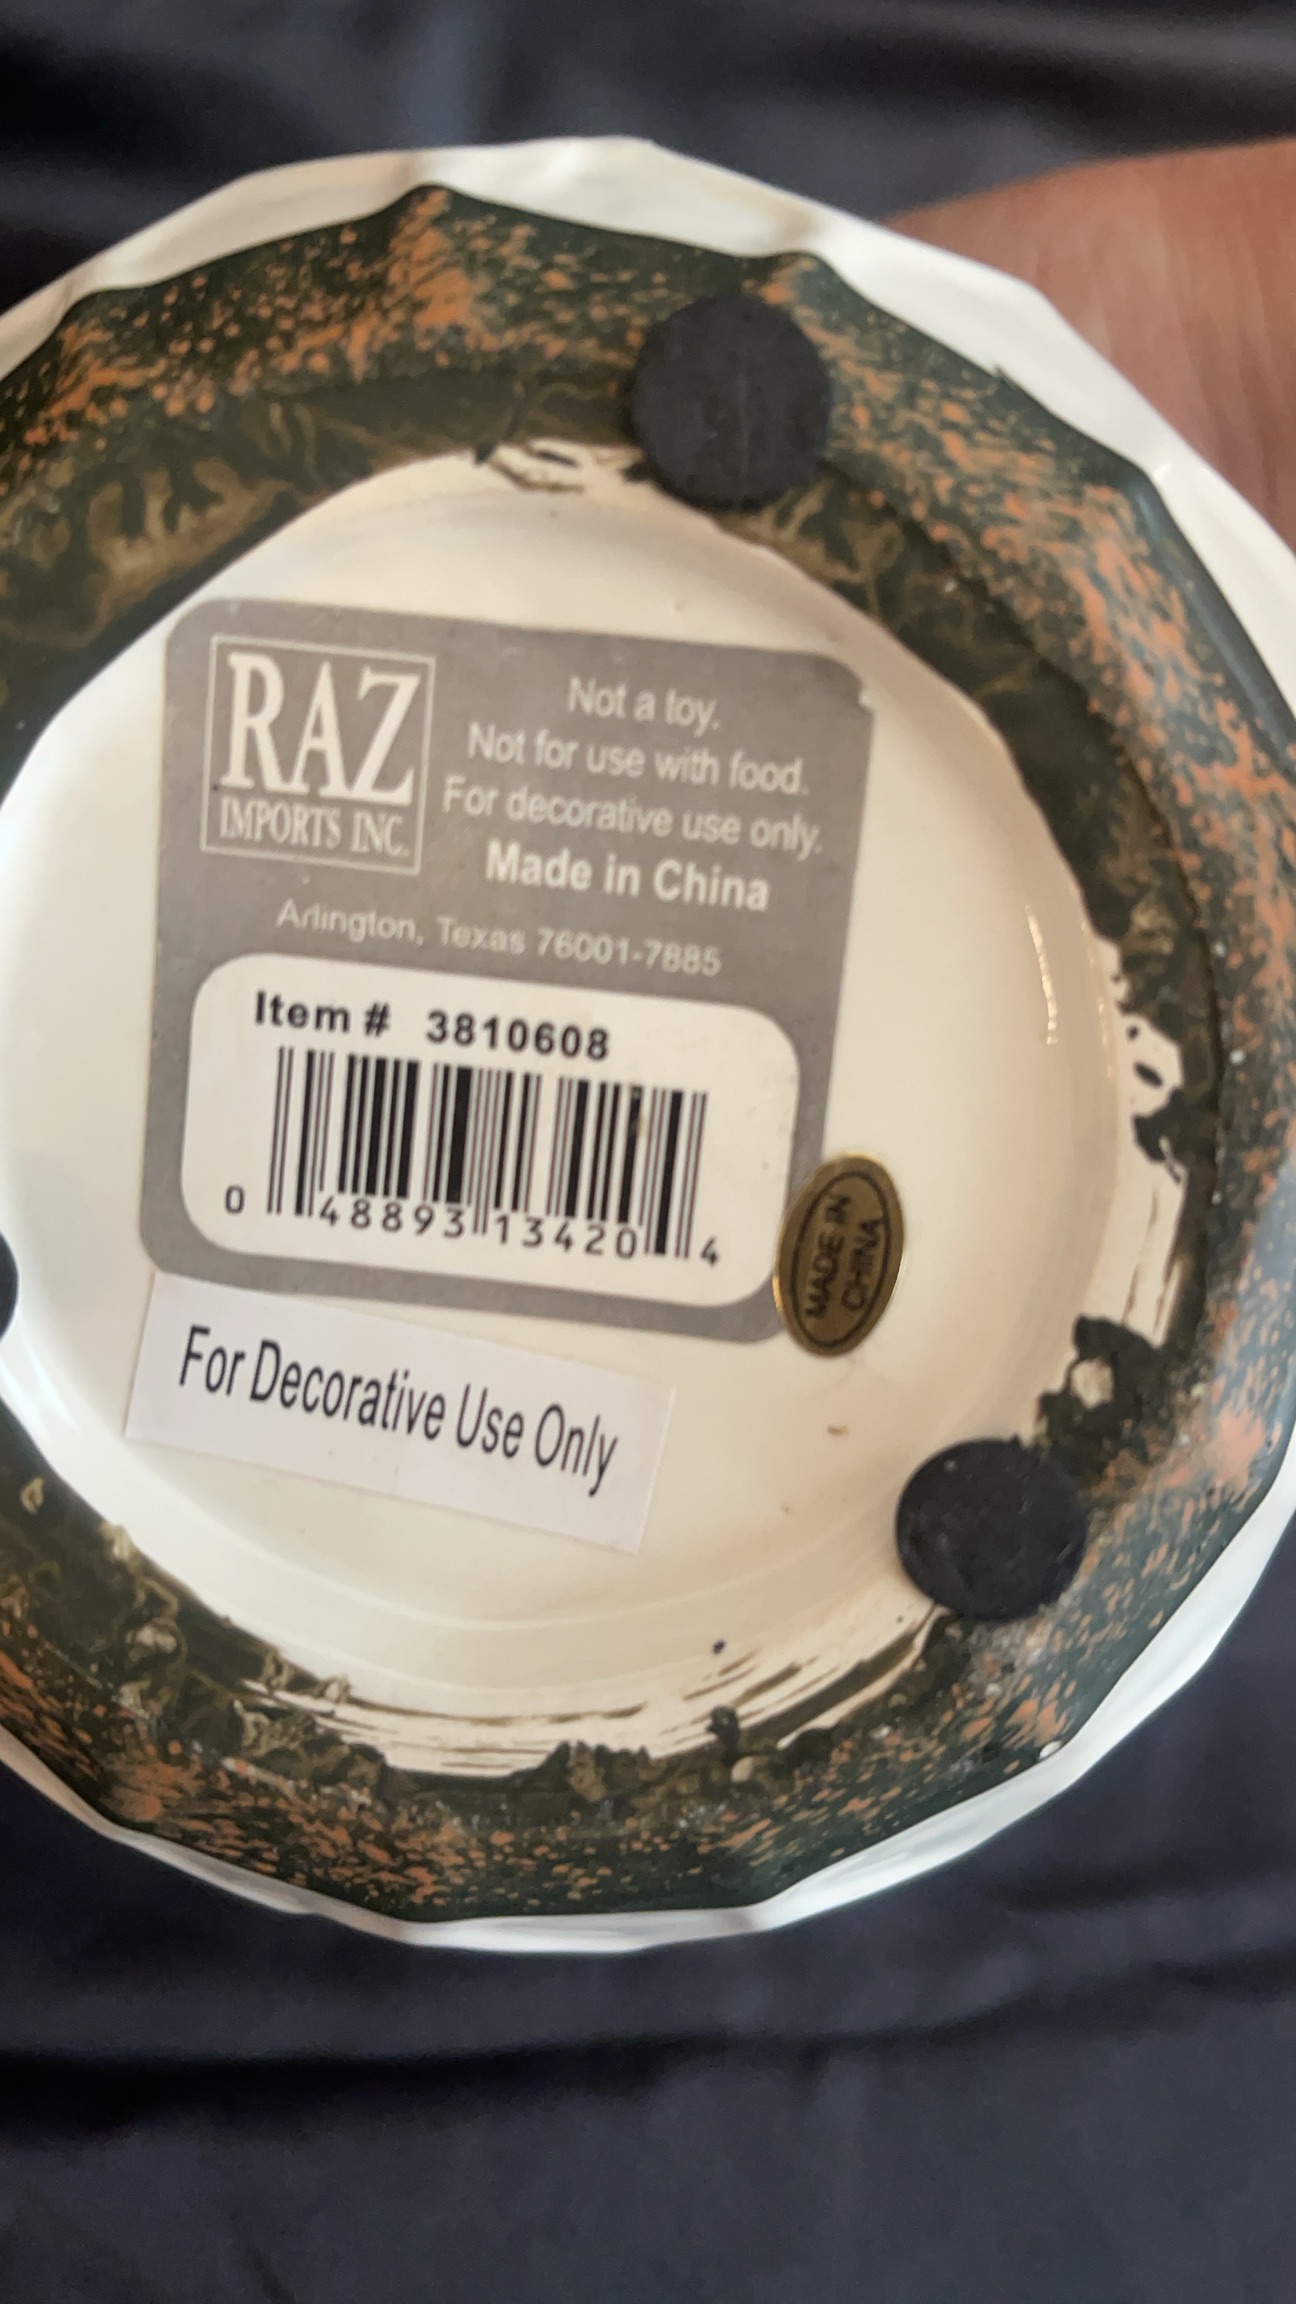 RAZ
IMPORTS INC.
Not a toy.
Not for use with food.
For decorative use only.
Made in China
Arlington, Texas 76001-7885
Item # 3810608
0 48893 13420 4
MADE IN
CHINA
For Decorative Use Only